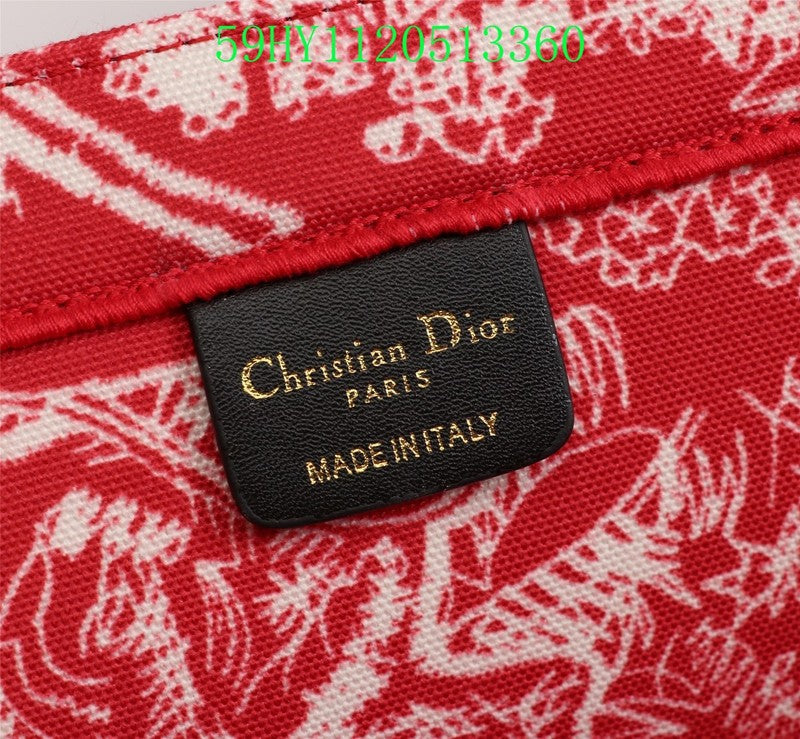 59HY1120513360
Christian Dior
PARIS
MADE IN ITALY